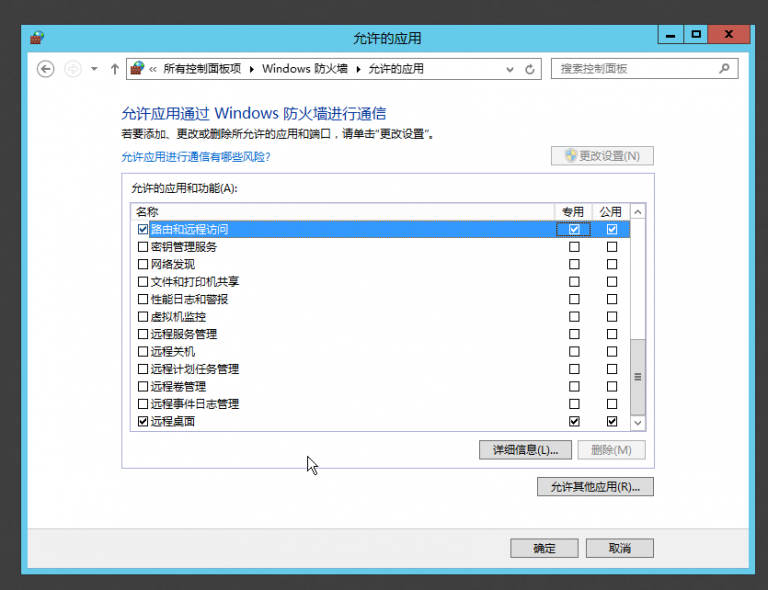 允许的应用
« 所有控制面板项 ▸ Windows 防火墙 ▸ 允许的应用
搜索控制面板
允许应用通过 Windows 防火墙进行通信
若要添加、更改或删除所允许的应用和端口，请单击"更改设置"。
允许应用进行通信有哪些风险?
更改设置(N)
允许的应用和功能(A):
名称 专用 公用
路由和远程访问
密钥管理服务
网络发现
文件和打印机共享
性能日志和警报
虚拟机监控
远程服务管理
远程关机
远程计划任务管理
远程卷管理
远程事件日志管理
远程桌面
详细信息(L)... 删除(M)
允许其他应用(R)...
确定 取消